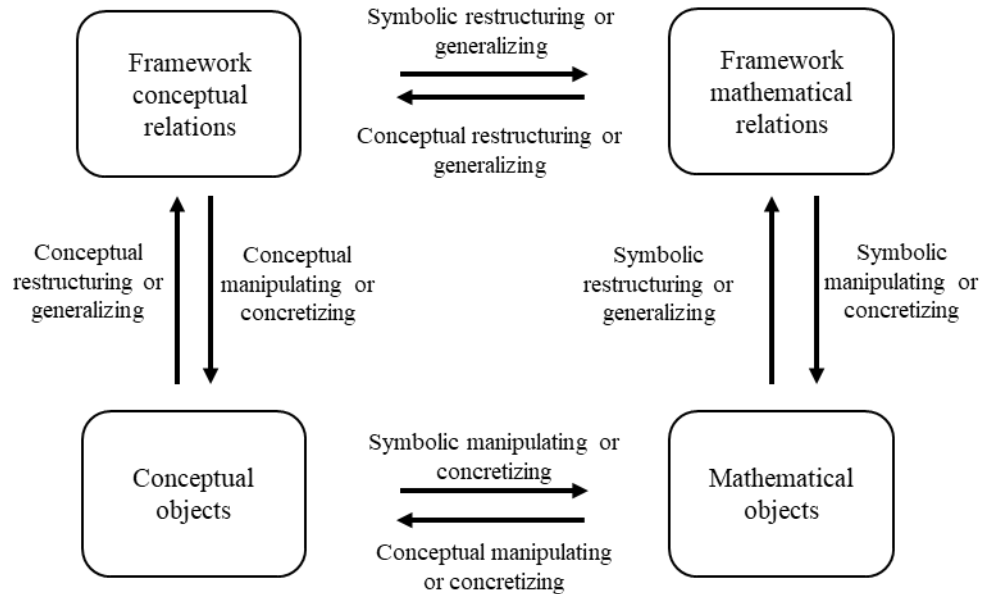 Symbolic restructuring or
generalizing
Framework
conceptual
relations
Framework
mathematical
relations
Conceptual restructuring or
generalizing
Conceptual
restructuring or
generalizing
Conceptual
manipulating or
concretizing
Symbolic
restructuring or
generalizing
Symbolic
manipulating or
concretizing
Conceptual
objects
Symbolic manipulating or
concretizing
Mathematical
objects
Conceptual manipulating
or concretizing